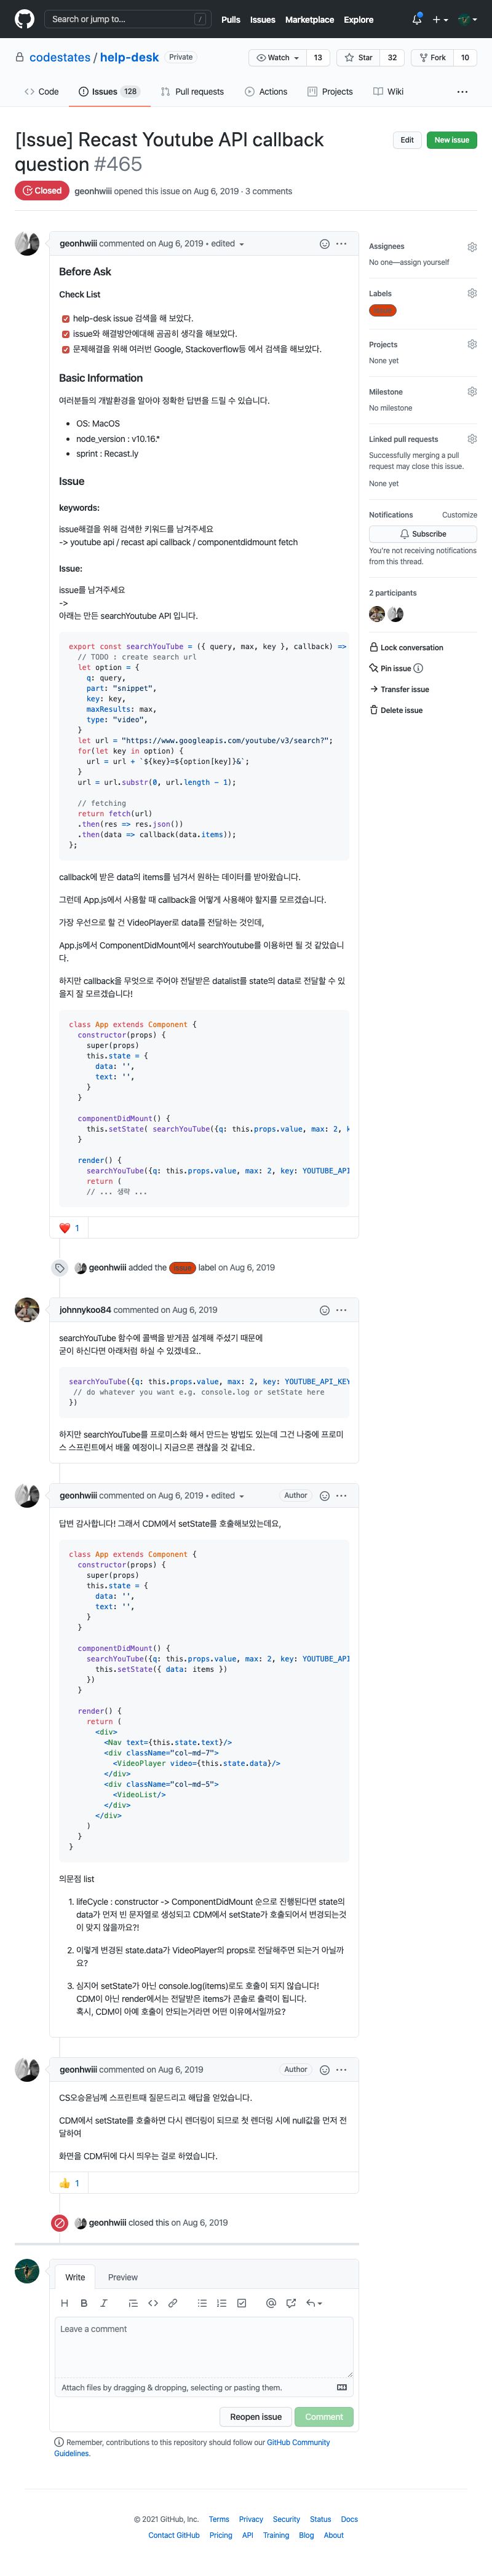 Search or jump to...
/
Pulls Issues Marketplace Explore
codestates / help-desk Private
Watch 13 Star 32 Fork 10
Code Issues 128 Pull requests Actions Projects Wiki
[Issue] Recast Youtube API callback
question #465
Edit New issue
Closed geonhwiii opened this issue on Aug 6, 2019 · 3 comments
geonhwiii commented on Aug 6, 2019 • edited
Before Ask
Check List
help-desk issue 검색을 해 보았다.
issue와 해결방안에대해 곰곰히 생각을 해보았다.
문제해결을 위해 여러번 Google, Stackoverflow등 에서 검색을 해보았다.
Basic Information
여러분들의 개발환경을 알아야 정확한 답변을 드릴 수 있습니다.
• OS: MacOS
• node_version : v10.16.*
• sprint : Recast.ly
Issue
keywords:
issue해결을 위해 검색한 키워드를 남겨주세요
-> youtube api / recast api callback / componentdidmount fetch
Issue:
issue를 남겨주세요
->
아래는 만든 searchYoutube API 입니다.
export const searchYouTube = ({ query, max, key }, callback) =>
// TODO : create search url
let option = {
q: query,
part: "snippet",
key: key,
maxResults: max,
type: "video",
}
let url = "https://www.googleapis.com/youtube/v3/search?";
for(let key in option) {
url = url + `${key}=${option[key]}&`;
}
url = url.substr(0, url.length - 1);
// fetching
return fetch(url)
.then(res => res.json())
.then(data => callback(data.items));
};
callback에 받은 data의 items를 넘겨서 원하는 데이터를 받아왔습니다.
그런데 App.js에서 사용할 때 callback을 어떻게 사용해야 할지를 모르겠습니다.
가장 우선으로 할 건 VideoPlayer로 data를 전달하는 것인데,
App.js에서 ComponentDidMount에서 searchYoutube를 이용하면 될 것 같았습니
다.
하지만 callback을 무엇으로 주어야 전달받은 datalist를 state의 data로 전달할 수 있
을지 잘 모르겠습니다!
class App extends Component {
constructor(props) {
super(props)
this.state = {
data: '',
text: '',
}
}
componentDidMount() {
this.setState( searchYouTube({q: this.props.value, max: 2, k
}
render() {
searchYouTube({q: this.props.value, max: 2, key: YOUTUBE_API
return (
// ... 생략 ...
❤️ 1
geonhwiii added the issue label on Aug 6, 2019
johnnykoo84 commented on Aug 6, 2019
searchYouTube 함수에 콜백을 받게끔 설계해 주셨기 때문에
굳이 하신다면 아래처럼 하실 수 있겠네요..
searchYouTube({q: this.props.value, max: 2, key: YOUTUBE_API_KEY
// do whatever you want e.g. console.log or setState here
})
하지만 searchYouTube를 프로미스화 해서 만드는 방법도 있는데 그건 나중에 프로미
스 스프린트에서 배울 예정이니 지금으론 괜찮을 것 같네요.
geonhwiii commented on Aug 6, 2019 • edited
Author
답변 감사합니다! 그래서 CDM에서 setState를 호출해보았는데요,
class App extends Component {
constructor(props) {
super(props)
this.state = {
data: '',
text: '',
}
}
componentDidMount() {
searchYouTube({q: this.props.value, max: 2, key: YOUTUBE_API
this.setState({ data: items })
})
}
render() {
return (
<div>
<Nav text={this.state.text}/>
<div className="col-md-7">
<VideoPlayer video={this.state.data}/>
</div>
<div className="col-md-5">
<VideoList/>
</div>
</div>
)
}
}
의문점 list
1. lifeCycle : constructor -> ComponentDidMount 순으로 진행된다면 state의
data가 먼저 빈 문자열로 생성되고 CDM에서 setState가 호출되어서 변경되는것
이 맞지 않을까요?!
2. 이렇게 변경된 state.data가 VideoPlayer의 props로 전달해주면 되는거 아닐까
요?
3. 심지어 setState가 아닌 console.log(items)로도 호출이 되지 않습니다!
CDM이 아닌 render에서는 전달받은 items가 콘솔로 출력이 됩니다.
혹시, CDM이 아예 호출이 안되는거라면 어떤 이유에서일까요?
geonhwiii commented on Aug 6, 2019
Author
CS오승윤님께 스프린트때 질문드리고 해답을 얻었습니다.
CDM에서 setState를 호출하면 다시 렌더링이 되므로 첫 렌더링 시에 null값을 먼저 전
달하여
화면을 CDM뒤에 다시 띄우는 걸로 하였습니다.
👍 1
geonhwiii closed this on Aug 6, 2019
Write Preview
Leave a comment
Attach files by dragging & dropping, selecting or pasting them.
Reopen issue Comment
Remember, contributions to this repository should follow our GitHub Community
Guidelines.
Assignees
No one—assign yourself
Labels
issue
Projects
None yet
Milestone
No milestone
Linked pull requests
Successfully merging a pull
request may close this issue.
None yet
Notifications Customize
Subscribe
You're not receiving notifications
from this thread.
2 participants
Lock conversation
Pin issue
Transfer issue
Delete issue
© 2021 GitHub, Inc. Terms Privacy Security Status Docs
Contact GitHub Pricing API Training Blog About